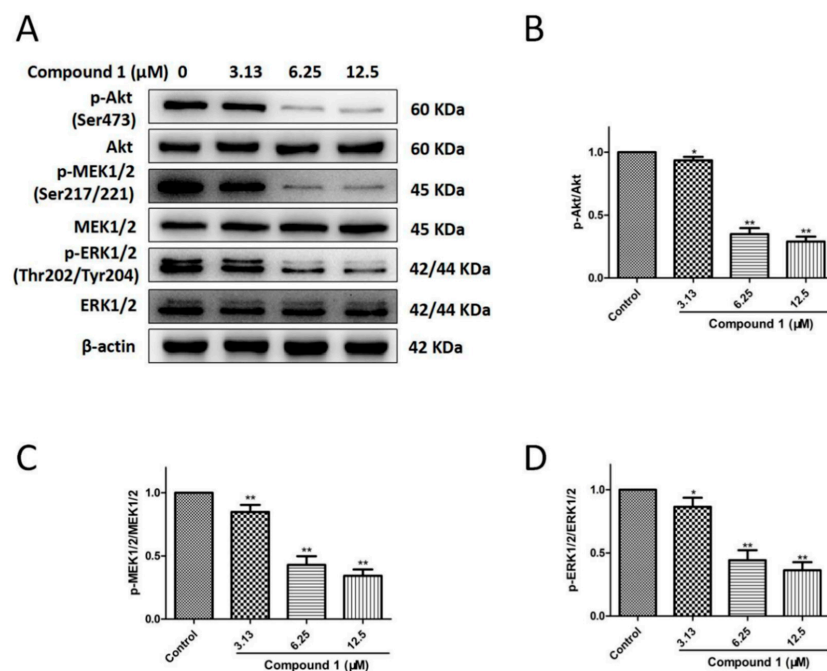 A
Compound 1 (µM) 0 3.13 6.25 12.5
p-Akt
(Ser473)
60 KDa
Akt
60 KDa
p-MEK1/2
(Ser217/221)
45 KDa
MEK1/2
45 KDa
p-ERK1/2
(Thr202/Tyr204)
42/44 KDa
ERK1/2
42/44 KDa
β-actin
42 KDa
B
p-Akt/Akt
1.0
0.5
0.0
*
**
**
Control
3.13
6.25
12.5
Compound 1 (µM)
C
p-MEK1/2/MEK1/2
1.0
0.5
0.0
**
**
**
Control
3.13
6.25
12.5
Compound 1 (µM)
D
p-ERK1/2/ERK1/2
1.0
0.5
0.0
*
**
**
Control
3.13
6.25
12.5
Compound 1 (µM)